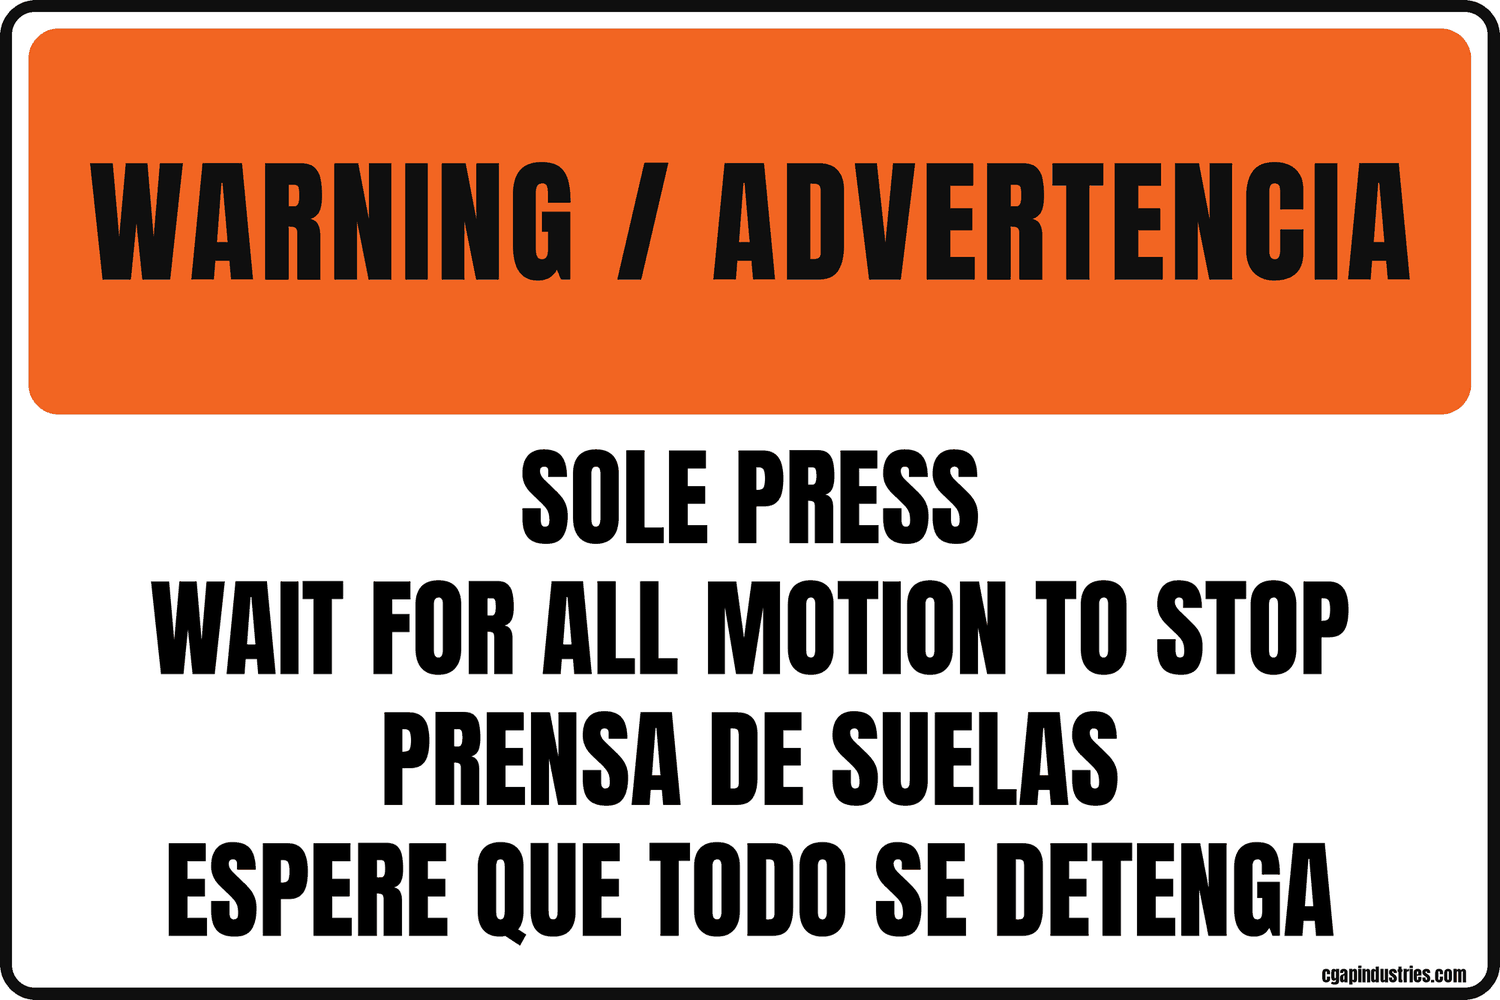 WARNING / ADVERTENCIA
SOLE PRESS
WAIT FOR ALL MOTION TO STOP
PRENSA DE SUELAS
ESPERE QUE TODO SE DETENGA
cgapindustries.com